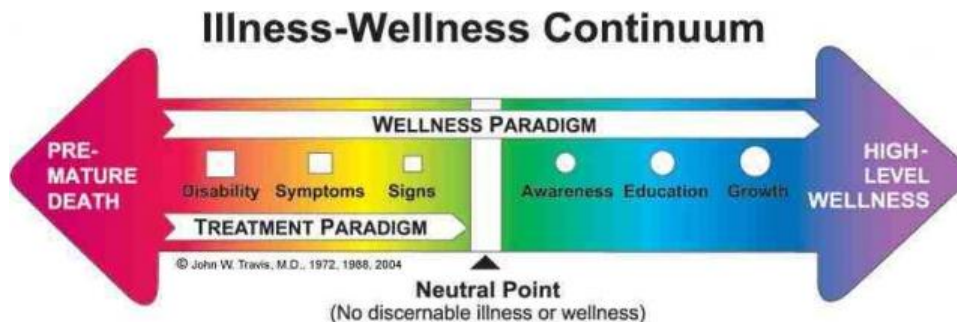 Illness-Wellness Continuum
WELLNESS PARADIGM
PRE-
MATURE
DEATH
Disability Symptoms Signs Awareness Education Growth
HIGH-
LEVEL
WELLNESS
TREATMENT PARADIGM
© John W. Travis, M.D., 1972, 1988, 2004
Neutral Point
(No discernable illness or wellness)